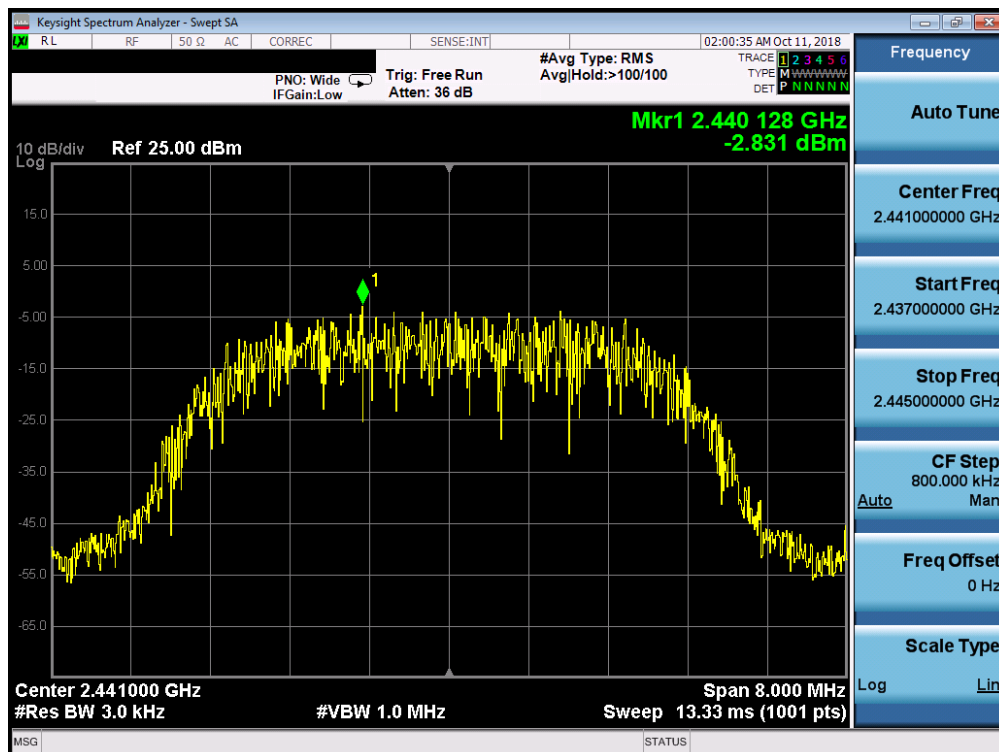 Keysight Spectrum Analyzer - Swept SA
LXI RL RF 50 Ω AC CORREC SENSE:INT 02:00:35 AM Oct 11, 2018
PNO: Wide
IFGain:Low
Trig: Free Run
Atten: 36 dB
#Avg Type: RMS
Avg|Hold:>100/100
TRACE 1 2 3 4 5 6
TYPE M WWWWW
DET P N N N N N
Mkr1 2.440 128 GHz
-2.831 dBm
10 dB/div
Log
Ref 25.00 dBm
1
15.0
5.00
-5.00
-15.0
-25.0
-35.0
-45.0
-55.0
-65.0
Center 2.441000 GHz
Span 8.000 MHz
#Res BW 3.0 kHz
#VBW 1.0 MHz
Sweep 13.33 ms (1001 pts)
MSG
STATUS
Frequency
Auto Tune
Center Freq
2.441000000 GHz
Start Freq
2.437000000 GHz
Stop Freq
2.445000000 GHz
CF Step
800.000 kHz
Auto Man
Freq Offset
0 Hz
Scale Type
Log Lin